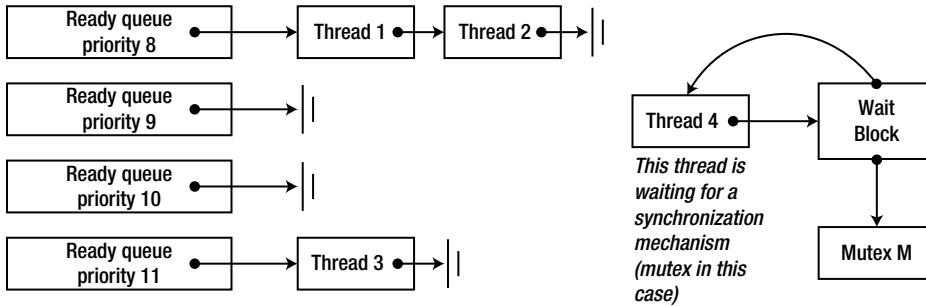 Ready queue
priority 8
Thread 1
Thread 2
Ready queue
priority 9
Ready queue
priority 10
Ready queue
priority 11
Thread 3
Thread 4
Wait
Block
This thread is
waiting for a
synchronization
mechanism
(mutex in this
case)
Mutex M